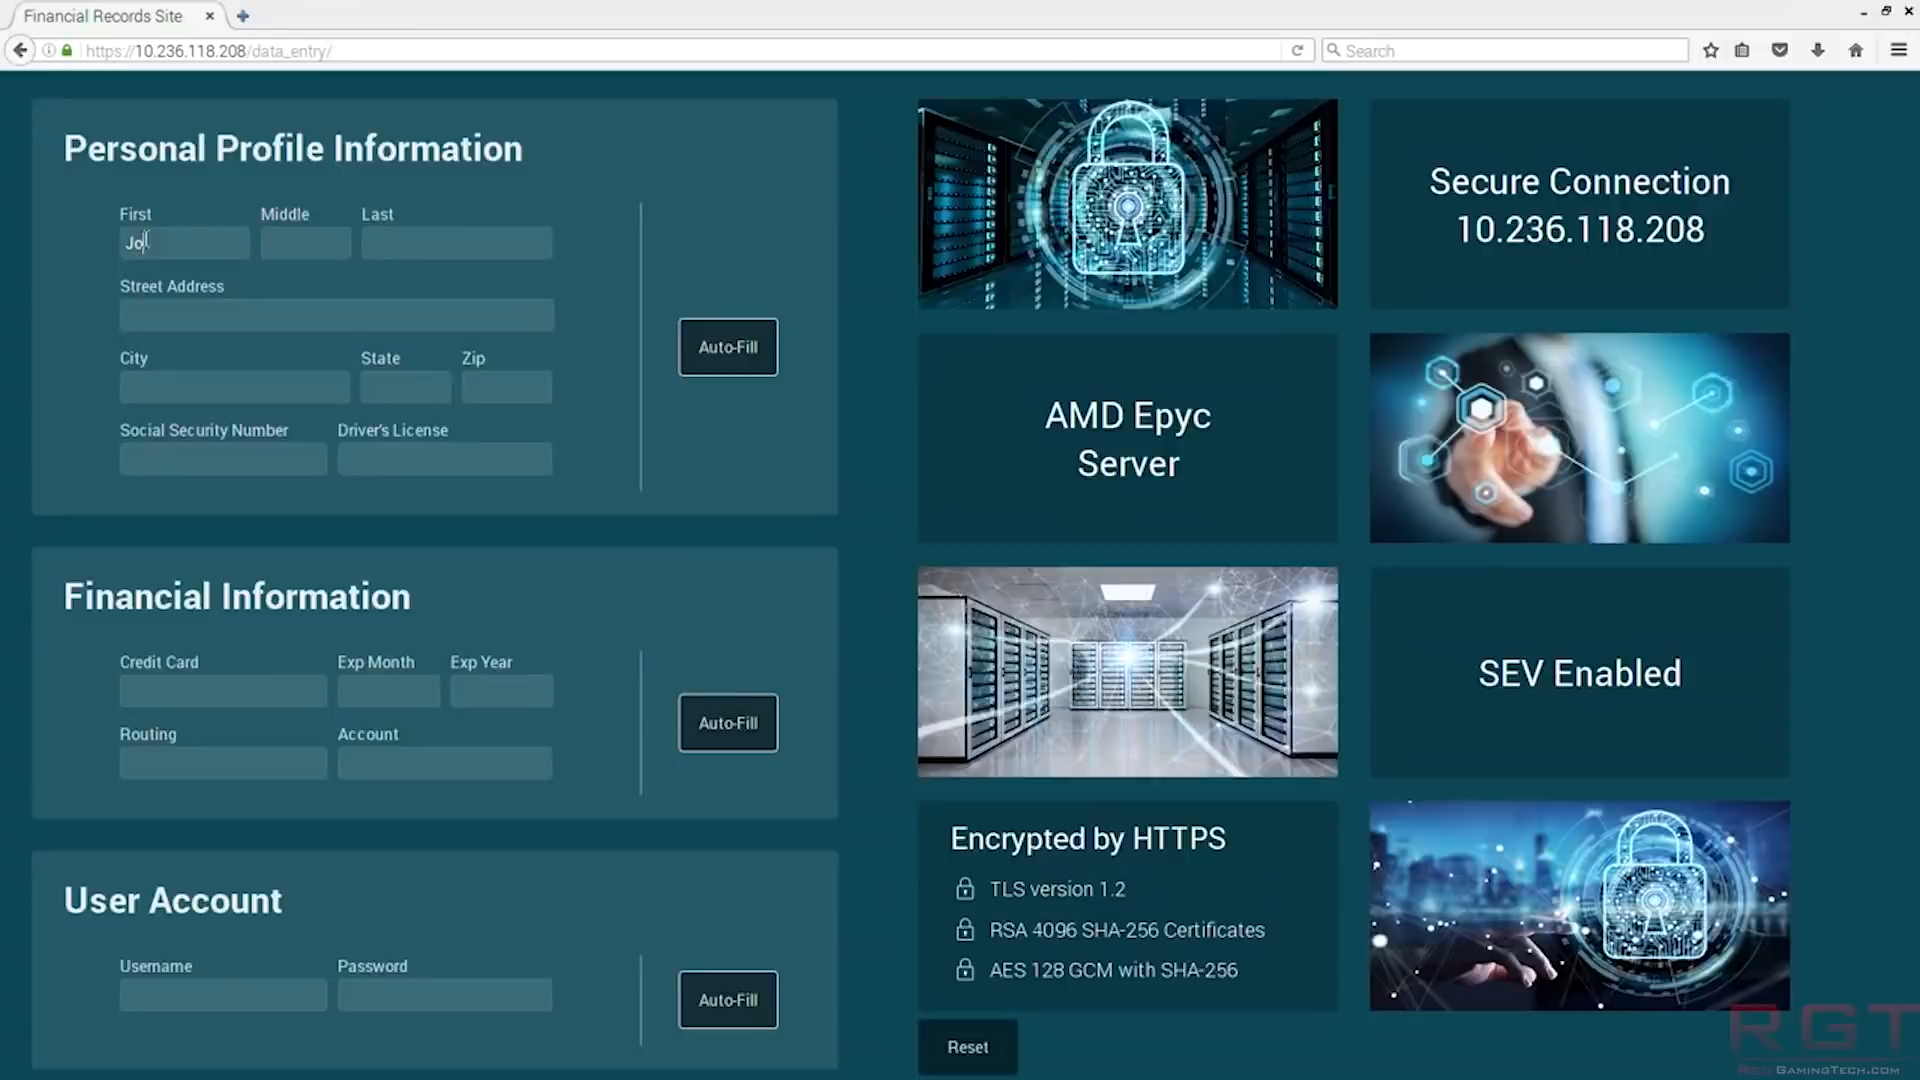 Financial Records Site
https://10.236.118.208/data_entry/
Search
Personal Profile Information
First Middle Last
Jo
Street Address
City State Zip
Social Security Number Driver's License
Auto-Fill
Financial Information
Credit Card Exp Month Exp Year
Routing Account
Auto-Fill
User Account
Username Password
Auto-Fill
Secure Connection
10.236.118.208
AMD Epyc
Server
SEV Enabled
Encrypted by HTTPS
TLS version 1.2
RSA 4096 SHA-256 Certificates
AES 128 GCM with SHA-256
Reset
RGT
RedGamingTech.com